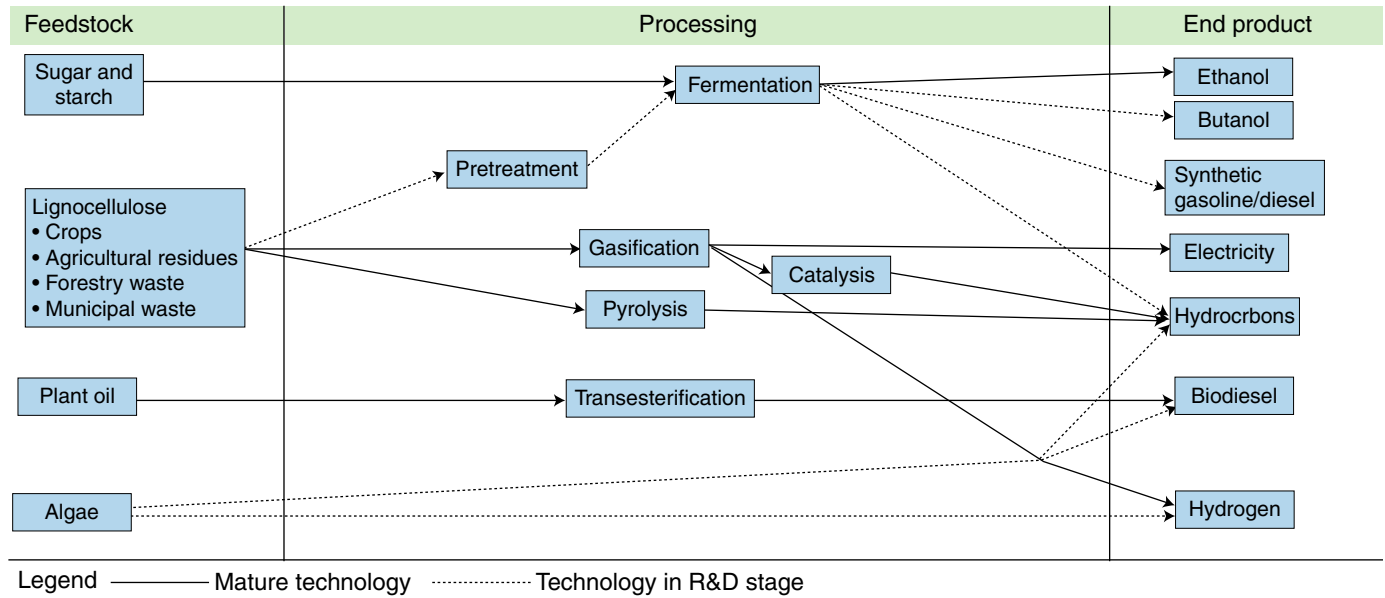 Feedstock
Processing
End product
Sugar and
starch
Fermentation
Ethanol
Butanol
Pretreatment
Synthetic
gasoline/diesel
Lignocellulose
• Crops
• Agricultural residues
• Forestry waste
• Municipal waste
Gasification
Electricity
Catalysis
Pyrolysis
Hydrocrbons
Plant oil
Transesterification
Biodiesel
Algae
Hydrogen
Legend
Mature technology
Technology in R&D stage